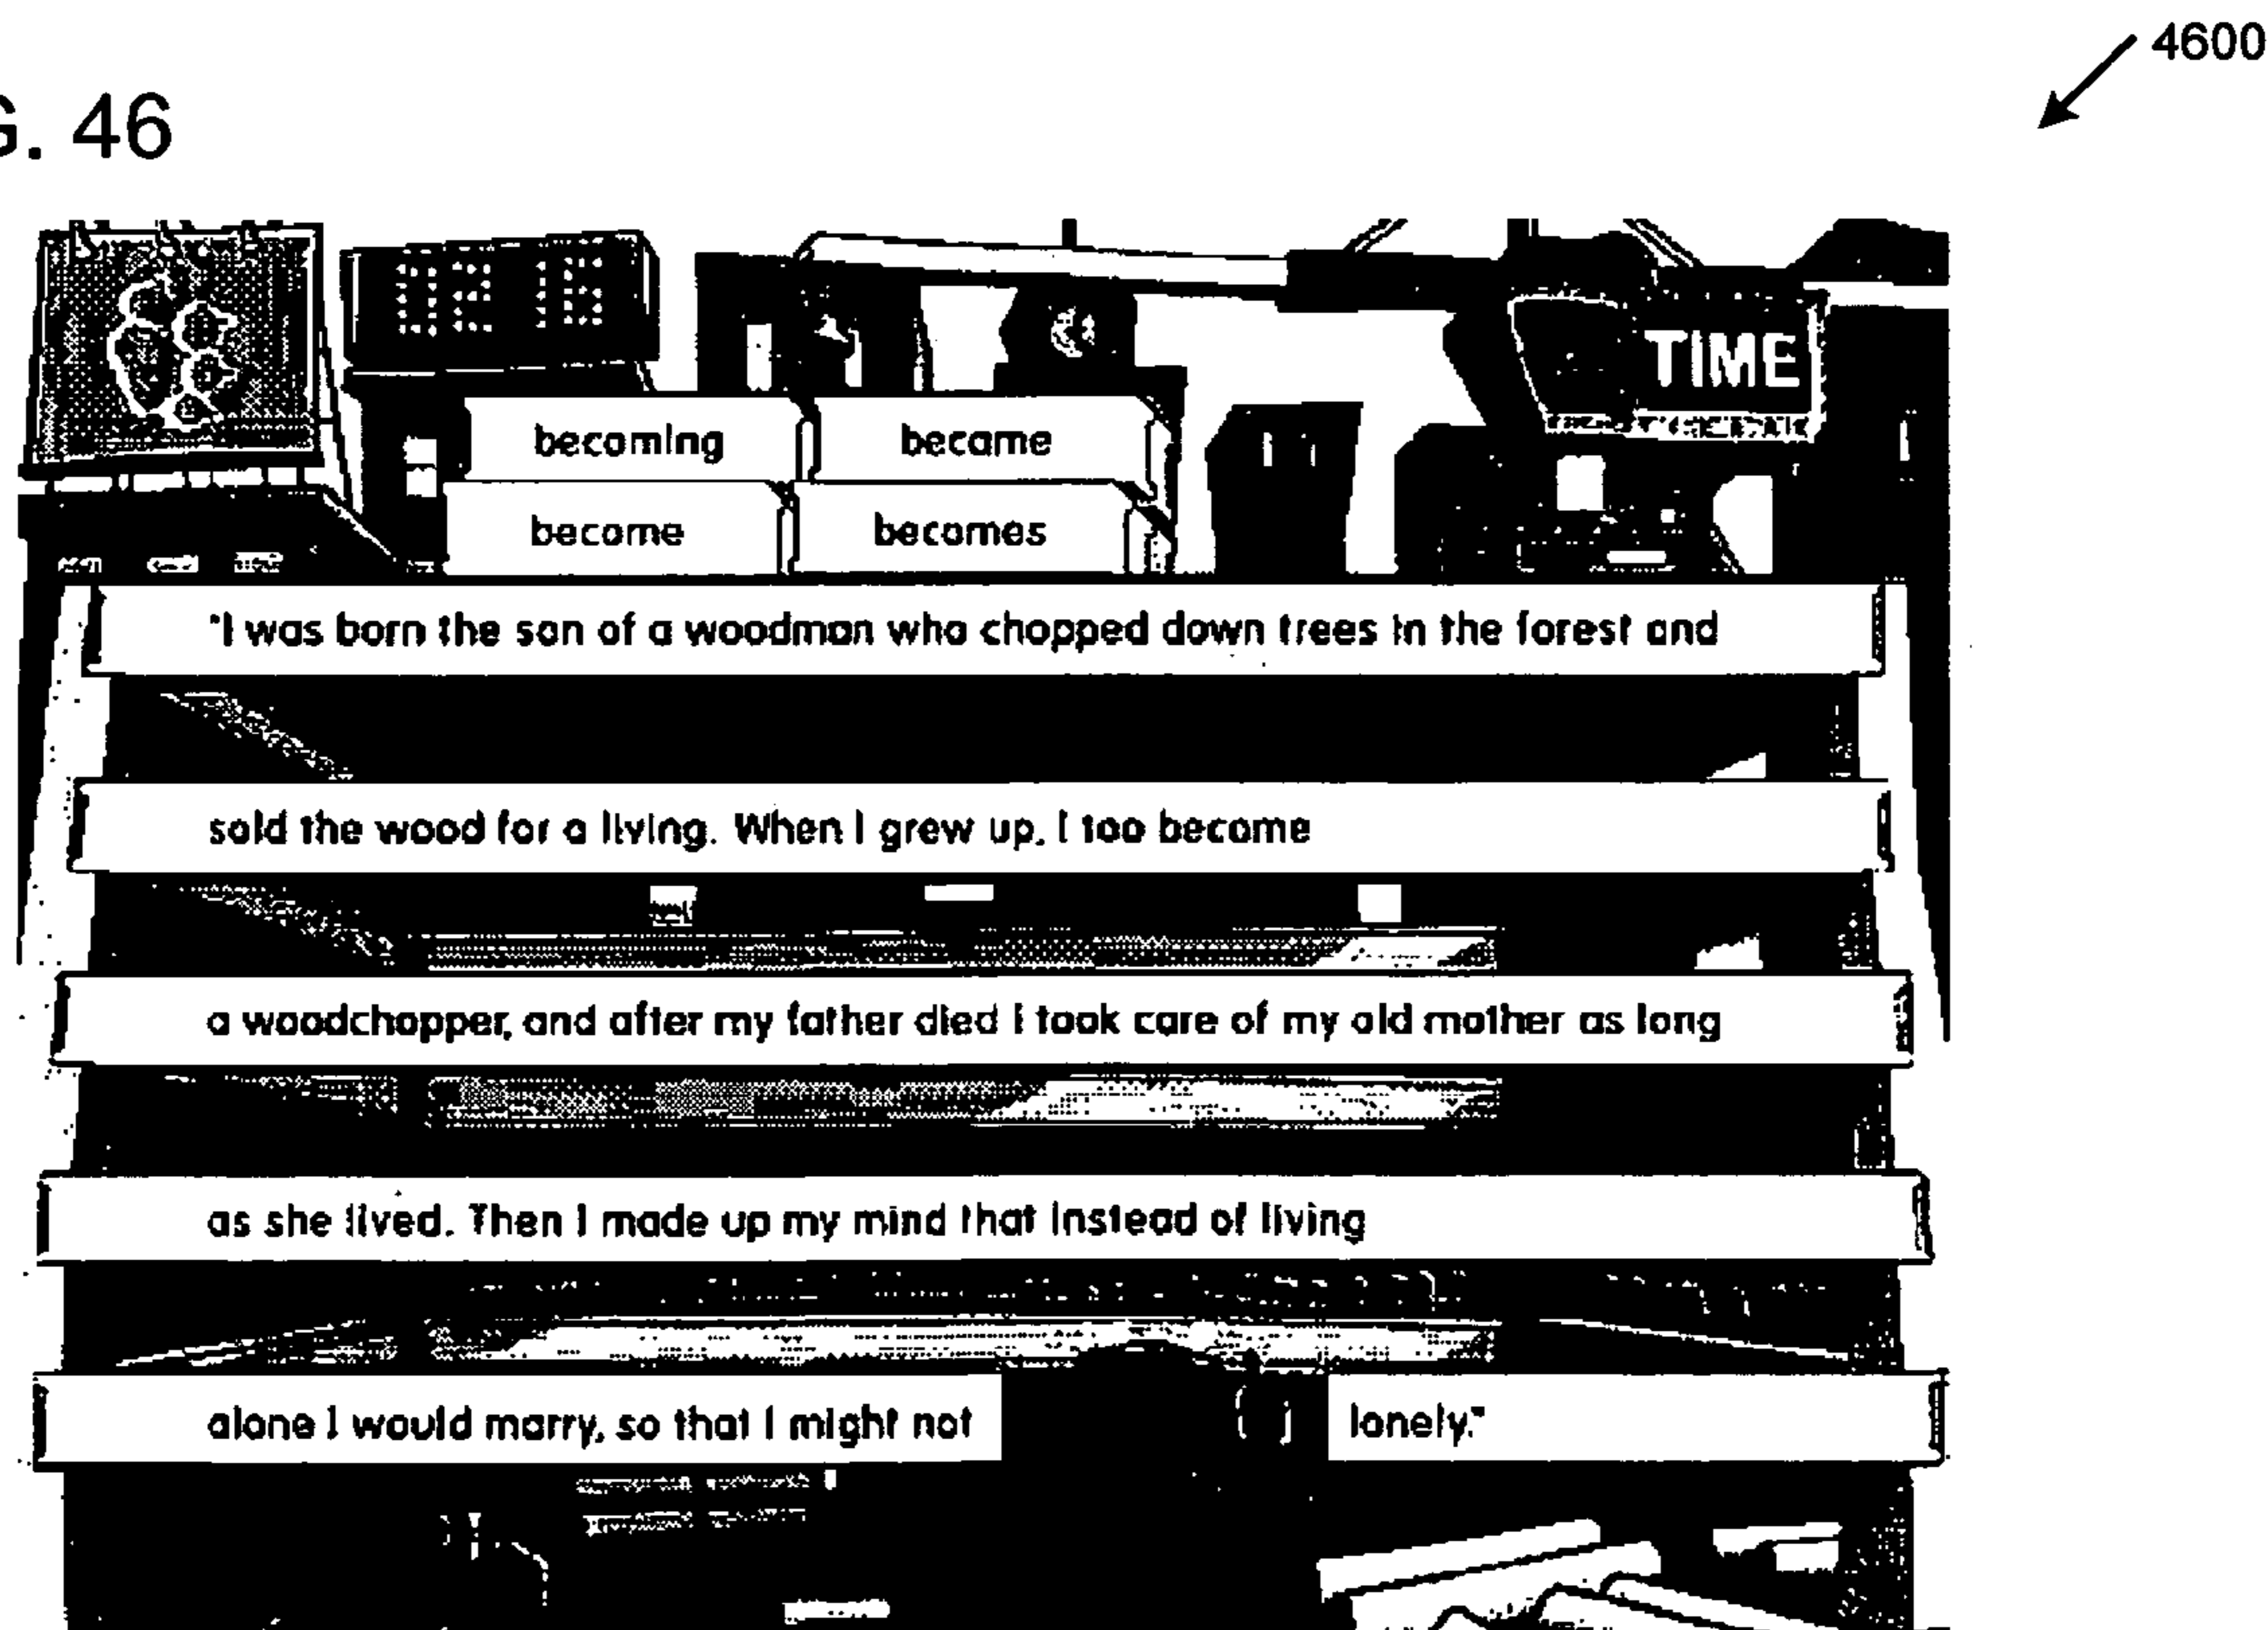 4600
G. 46
TIME
becoming became
become becomes
"I was born the son of a woodman who chopped down trees in the forest and
sold the wood for a living. When I grew up, I too became
a woodchopper, and after my father died I took care of my old mother as long
as she lived. Then I made up my mind that instead of living
alone I would marry, so that I might not lonely."